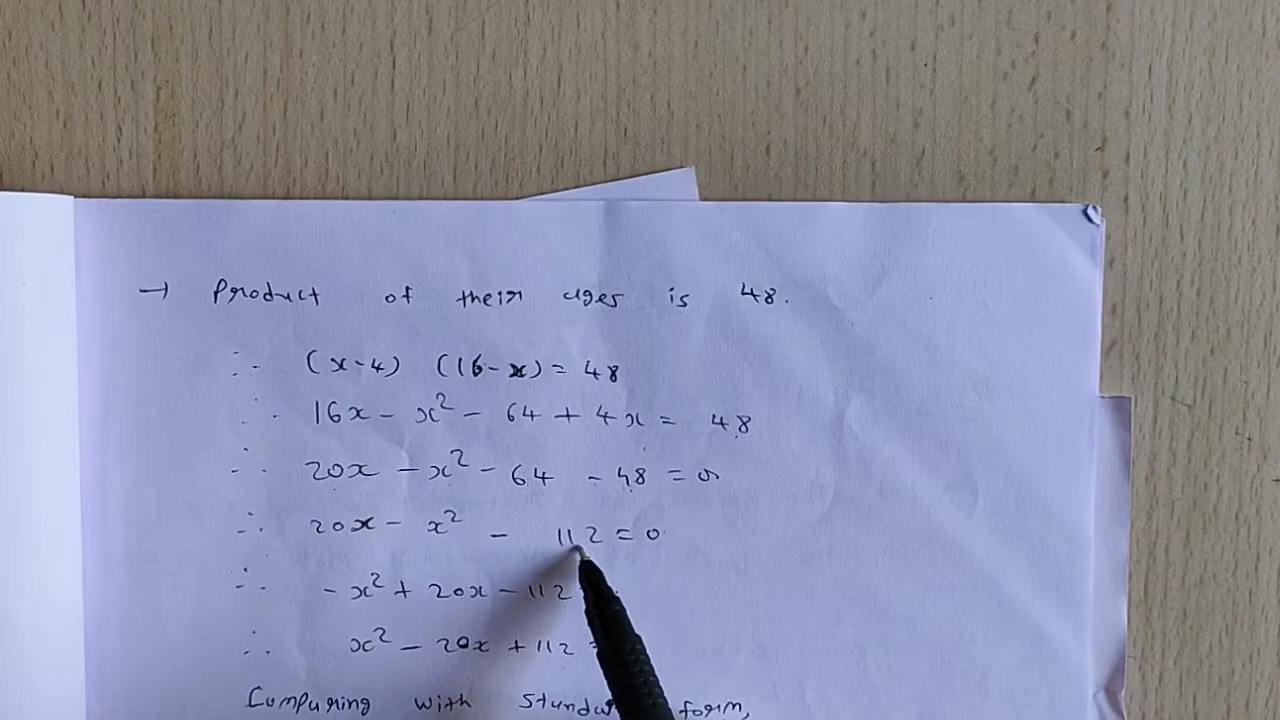 → Product of their ages is 48.
∴ (x-4) (16-x) = 48
∴ 16x - x² - 64 + 4x = 48
∴ 20x - x² - 64 - 48 = 0
∴ 20x - x² - 112 = 0
∴ -x² + 20x - 112
∴ x² - 20x + 112 =
Comparing with form,